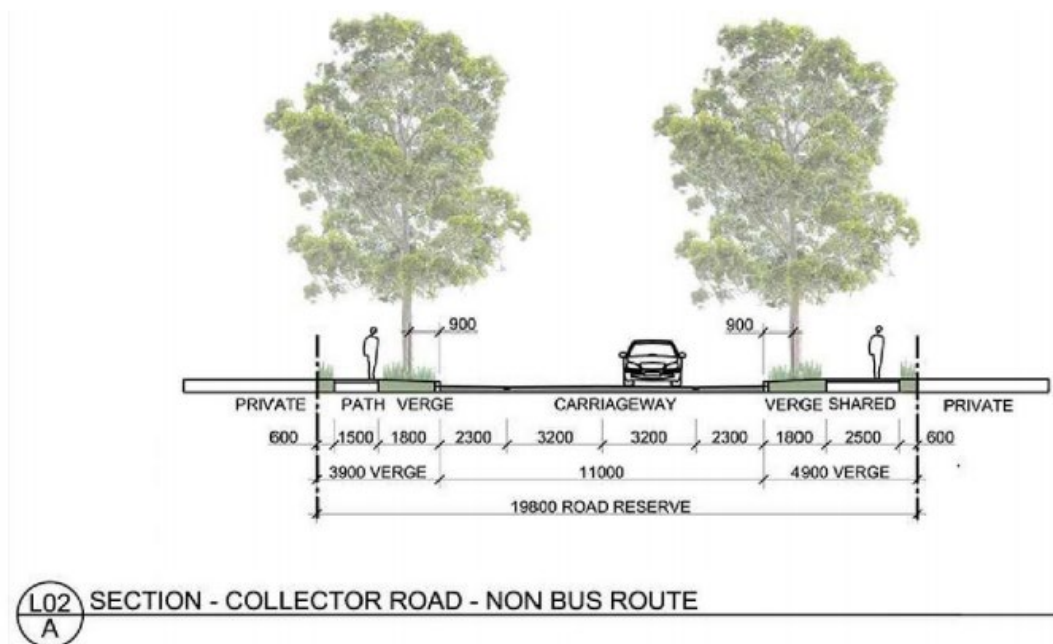 900 900
PRIVATE PATH VERGE CARRIAGEWAY VERGE SHARED PRIVATE
600 1500 1800 2300 3200 3200 2300 1800 2500 600
3900 VERGE 11000 4900 VERGE
19800 ROAD RESERVE
L02 SECTION - COLLECTOR ROAD - NON BUS ROUTE
A